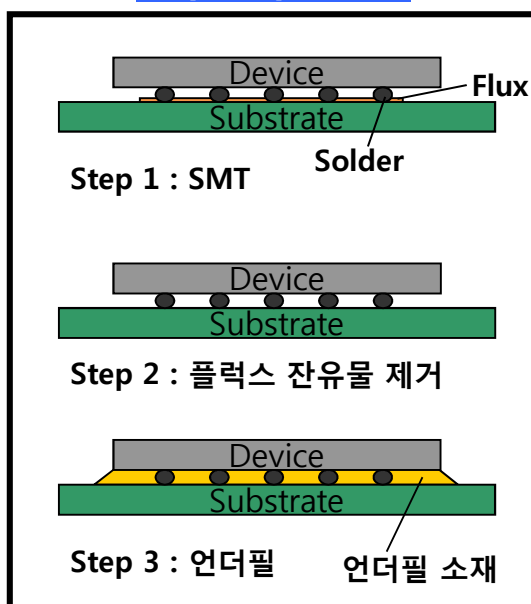 Device
Flux
Substrate
Solder
Step 1 : SMT
Device
Substrate
Step 2 : 플럭스 잔유물 제거
Device
Substrate
Step 3 : 언더필
언더필 소재